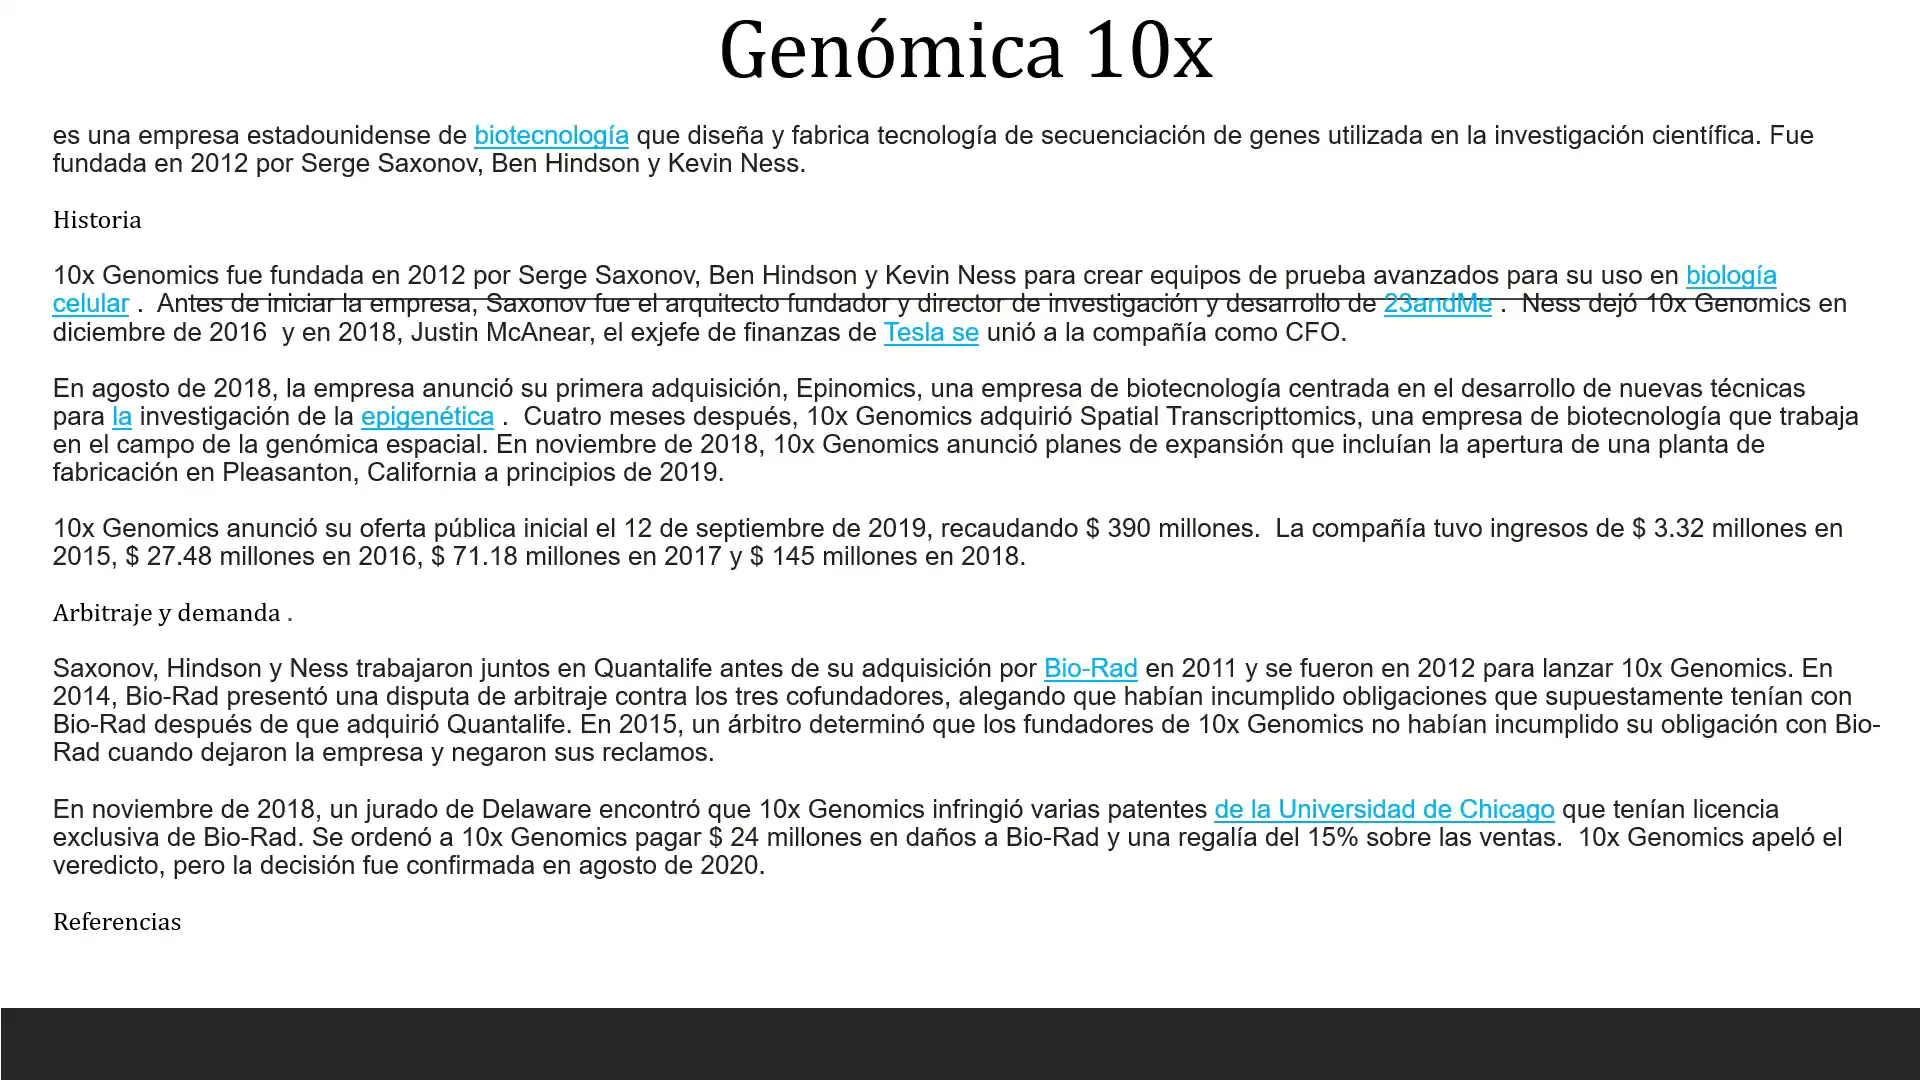 Genómica 10x
es una empresa estadounidense de biotecnología que diseña y fabrica tecnología de secuenciación de genes utilizada en la investigación científica. Fue
fundada en 2012 por Serge Saxonov, Ben Hindson y Kevin Ness.
Historia
10x Genomics fue fundada en 2012 por Serge Saxonov, Ben Hindson y Kevin Ness para crear equipos de prueba avanzados para su uso en biología
celular .  Antes de iniciar la empresa, Saxonov fue el arquitecto fundador y director de investigación y desarrollo de 23andMe .  Ness dejó 10x Genomics en
diciembre de 2016  y en 2018, Justin McAnear, el exjefe de finanzas de Tesla se unió a la compañía como CFO.
En agosto de 2018, la empresa anunció su primera adquisición, Epinomics, una empresa de biotecnología centrada en el desarrollo de nuevas técnicas
para la investigación de la epigenética .  Cuatro meses después, 10x Genomics adquirió Spatial Transcripttomics, una empresa de biotecnología que trabaja
en el campo de la genómica espacial. En noviembre de 2018, 10x Genomics anunció planes de expansión que incluían la apertura de una planta de
fabricación en Pleasanton, California a principios de 2019.
10x Genomics anunció su oferta pública inicial el 12 de septiembre de 2019, recaudando $ 390 millones.  La compañía tuvo ingresos de $ 3.32 millones en
2015, $ 27.48 millones en 2016, $ 71.18 millones en 2017 y $ 145 millones en 2018.
Arbitraje y demanda .
Saxonov, Hindson y Ness trabajaron juntos en Quantalife antes de su adquisición por Bio-Rad en 2011 y se fueron en 2012 para lanzar 10x Genomics. En
2014, Bio-Rad presentó una disputa de arbitraje contra los tres cofundadores, alegando que habían incumplido obligaciones que supuestamente tenían con
Bio-Rad después de que adquirió Quantalife. En 2015, un árbitro determinó que los fundadores de 10x Genomics no habían incumplido su obligación con Bio-
Rad cuando dejaron la empresa y negaron sus reclamos.
En noviembre de 2018, un jurado de Delaware encontró que 10x Genomics infringió varias patentes de la Universidad de Chicago que tenían licencia
exclusiva de Bio-Rad. Se ordenó a 10x Genomics pagar $ 24 millones en daños a Bio-Rad y una regalía del 15% sobre las ventas.  10x Genomics apeló el
veredicto, pero la decisión fue confirmada en agosto de 2020.
Referencias